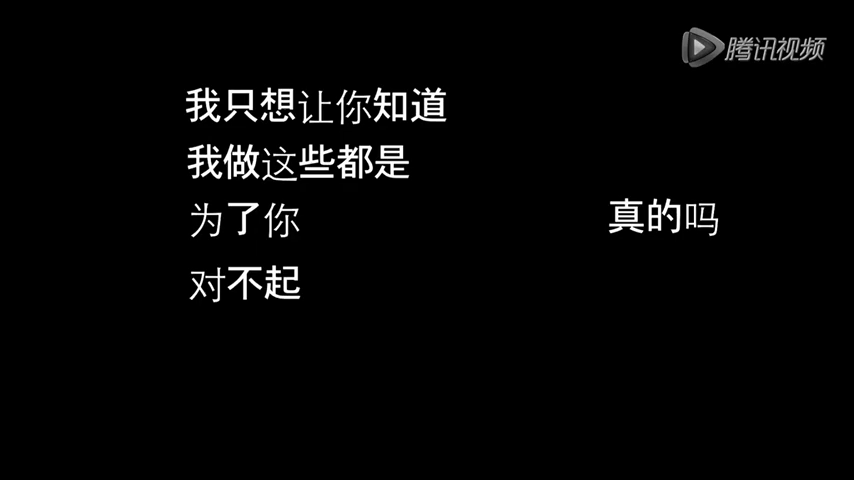 腾讯视频
我只想让你知道
我做这些都是
为了你
真的吗
对不起